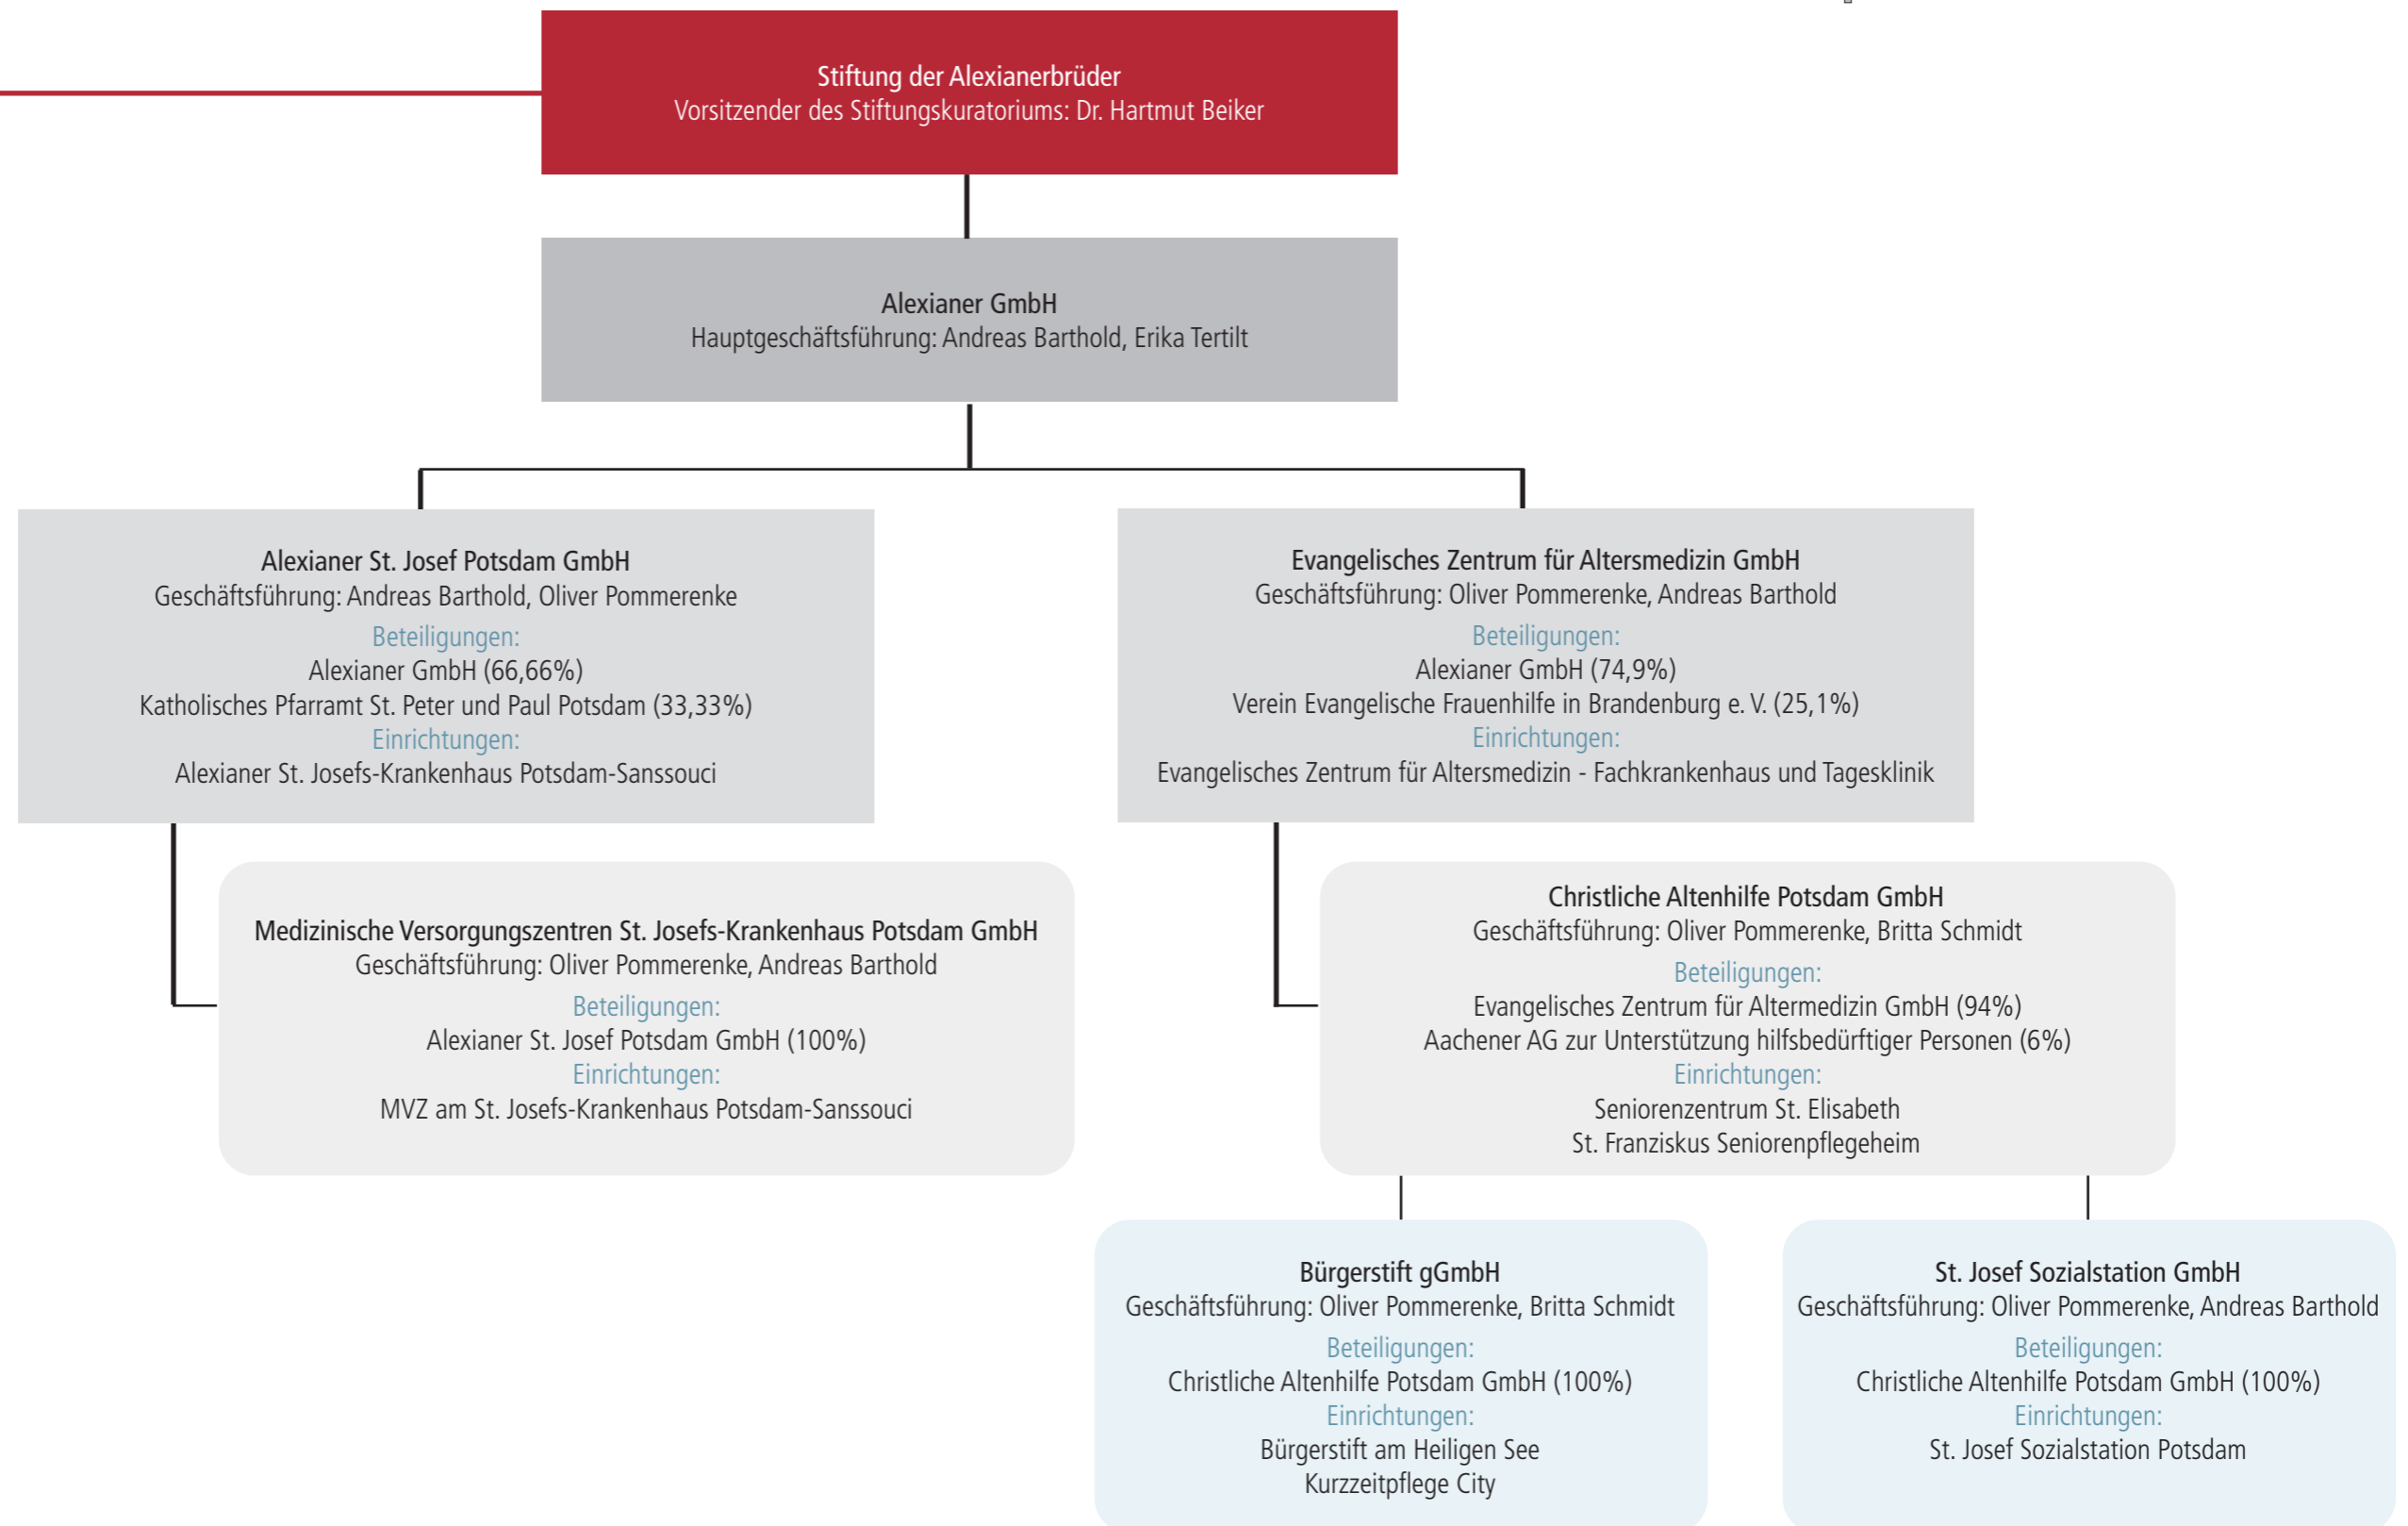 Stiftung der Alexianerbrüder
Vorsitzender des Stiftungskuratoriums: Dr. Hartmut Beiker
Alexianer GmbH
Hauptgeschäftsführung: Andreas Barthold, Erika Tertilt
Alexianer St. Josef Potsdam GmbH
Geschäftsführung: Andreas Barthold, Oliver Pommerenke
Beteiligungen:
Alexianer GmbH (66,66%)
Katholisches Pfarramt St. Peter und Paul Potsdam (33,33%)
Einrichtungen:
Alexianer St. Josefs-Krankenhaus Potsdam-Sanssouci
Evangelisches Zentrum für Altersmedizin GmbH
Geschäftsführung: Oliver Pommerenke, Andreas Barthold
Beteiligungen:
Alexianer GmbH (74,9%)
Verein Evangelische Frauenhilfe in Brandenburg e. V. (25,1%)
Einrichtungen:
Evangelisches Zentrum für Altersmedizin - Fachkrankenhaus und Tagesklinik
Medizinische Versorgungszentren St. Josefs-Krankenhaus Potsdam GmbH
Geschäftsführung: Oliver Pommerenke, Andreas Barthold
Beteiligungen:
Alexianer St. Josef Potsdam GmbH (100%)
Einrichtungen:
MVZ am St. Josefs-Krankenhaus Potsdam-Sanssouci
Christliche Altenhilfe Potsdam GmbH
Geschäftsführung: Oliver Pommerenke, Britta Schmidt
Beteiligungen:
Evangelisches Zentrum für Altermedizin GmbH (94%)
Aachener AG zur Unterstützung hilfsbedürftiger Personen (6%)
Einrichtungen:
Seniorenzentrum St. Elisabeth
St. Franziskus Seniorenpflegeheim
Bürgerstift gGmbH
Geschäftsführung: Oliver Pommerenke, Britta Schmidt
Beteiligungen:
Christliche Altenhilfe Potsdam GmbH (100%)
Einrichtungen:
Bürgerstift am Heiligen See
Kurzzeitpflege City
St. Josef Sozialstation GmbH
Geschäftsführung: Oliver Pommerenke, Andreas Barthold
Beteiligungen:
Christliche Altenhilfe Potsdam GmbH (100%)
Einrichtungen:
St. Josef Sozialstation Potsdam